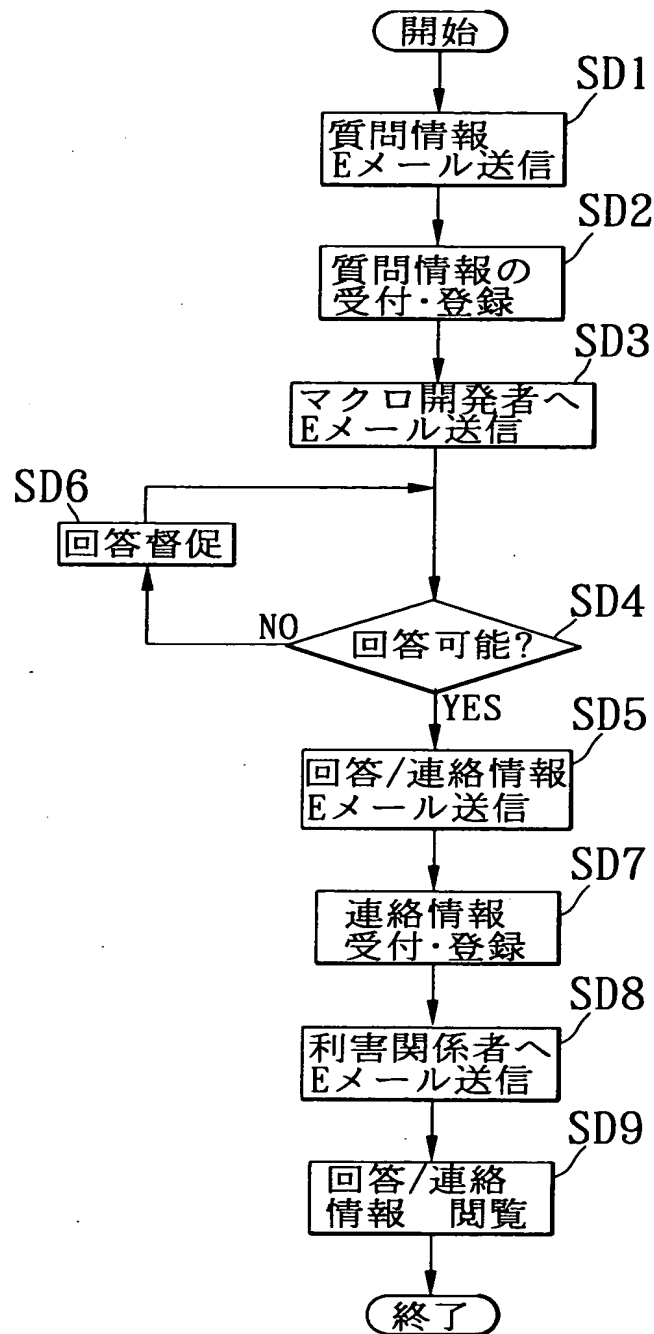 開始
SD1
質問情報
Eメール送信
SD2
質問情報の
受付・登録
SD3
マクロ開発者へ
Eメール送信
SD6
回答督促
SD4
NO
回答可能?
YES
SD5
回答/連絡情報
Eメール送信
SD7
連絡情報
受付・登録
SD8
利害関係者へ
Eメール送信
SD9
回答/連絡
情報 閲覧
終了